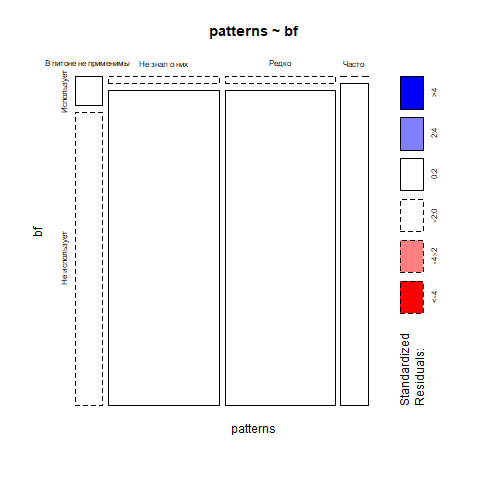 patterns ~ bf
В питоне не применимы
Не знал о них
Редко
Часто
Использует
Не использует
bf
patterns
>4
2:4
0:2
-2:0
-4:-2
<-4
Standardized
Residuals: